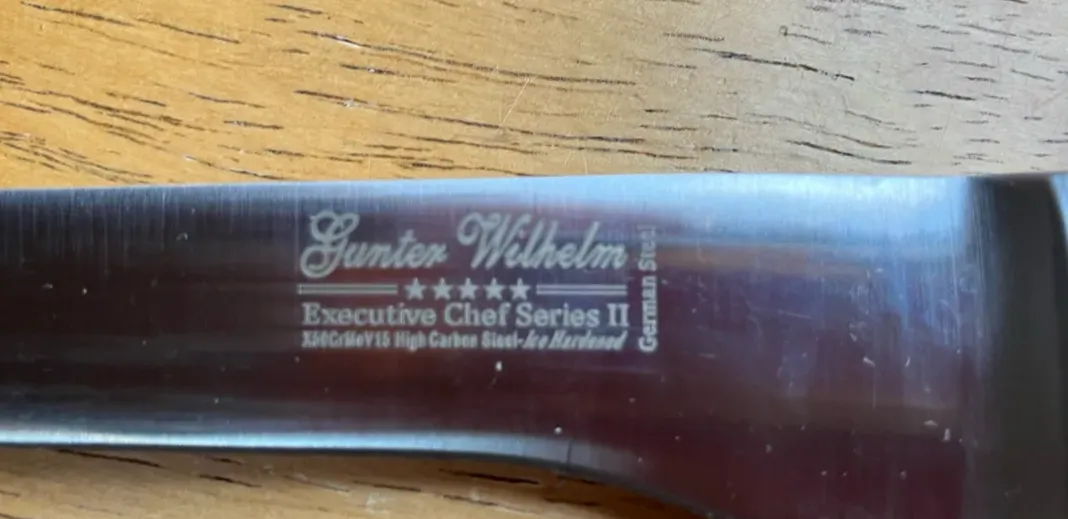 Gunter Wilhelm
★★★★★
Executive Chef Series II
X50CrMoV15 High Carbon Steel-Ice Hardened
German Steel